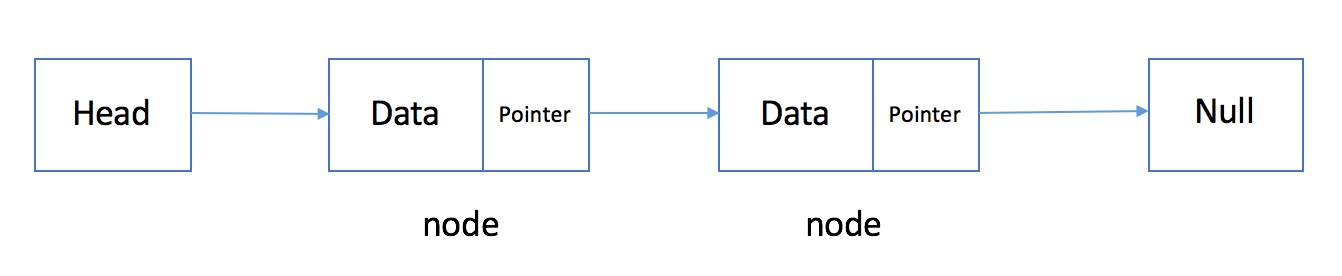 Head
Data
Pointer
Data
Pointer
Null
node
node